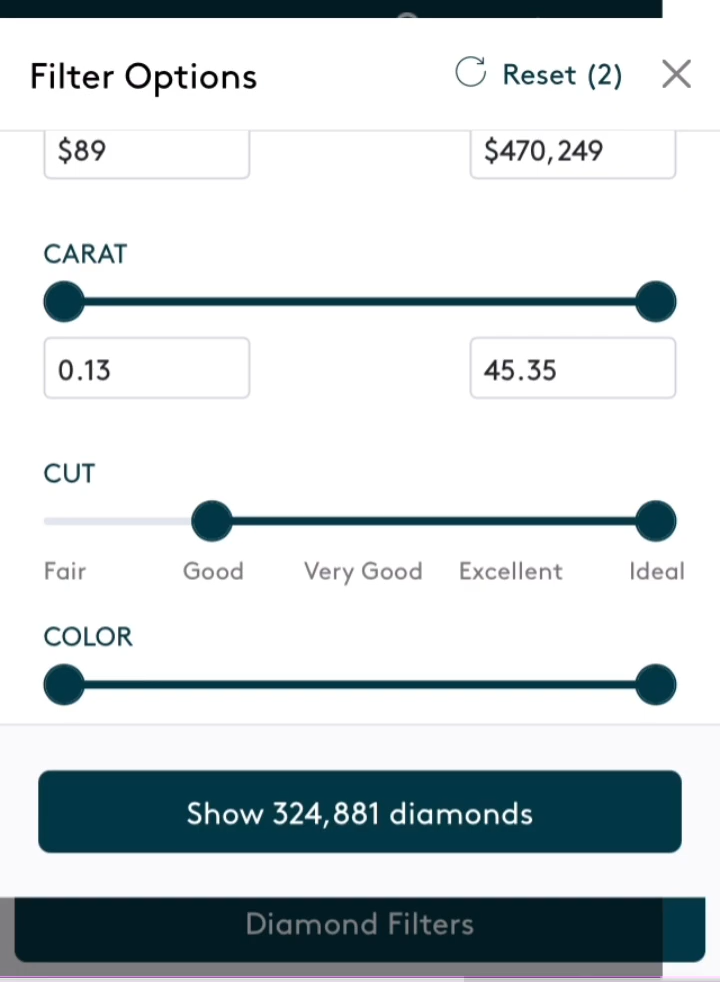 Filter Options Reset (2)
$89 $470,249
CARAT
0.13 45.35
CUT
Fair Good Very Good Excellent Ideal
COLOR
Show 324,881 diamonds
Diamond Filters